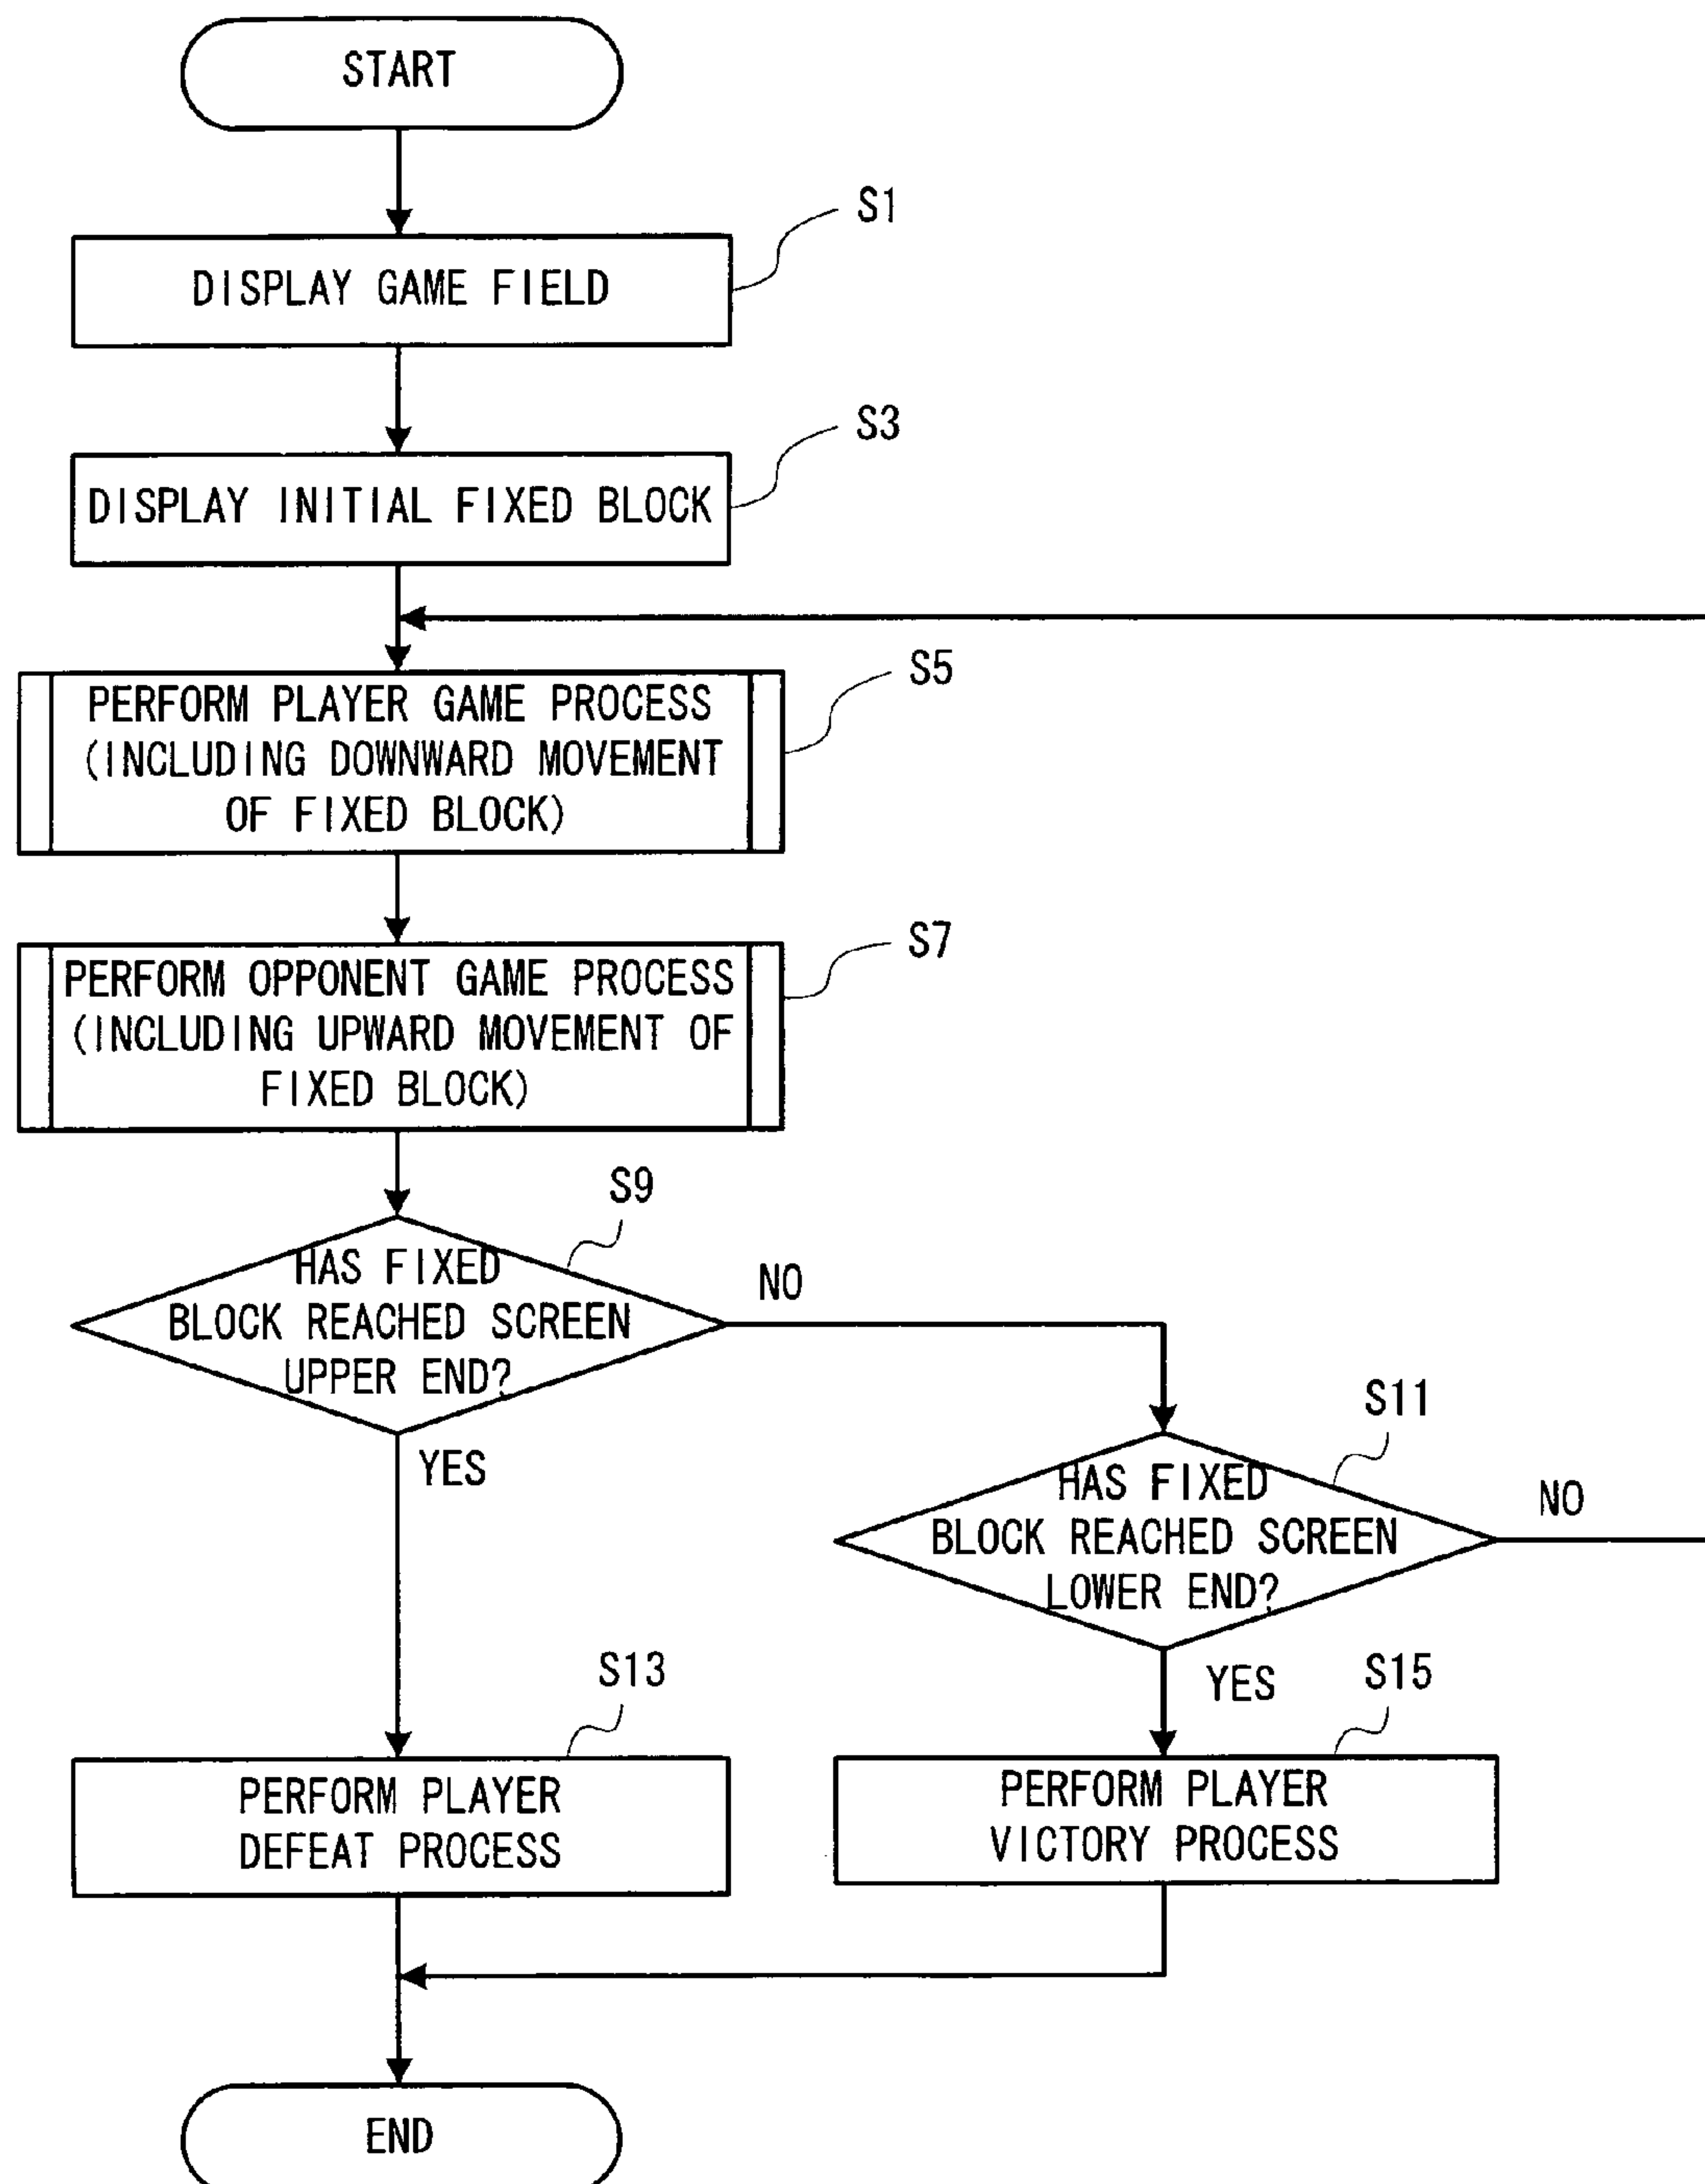 START
S1
DISPLAY GAME FIELD
S3
DISPLAY INITIAL FIXED BLOCK
S5
PERFORM PLAYER GAME PROCESS
(INCLUDING DOWNWARD MOVEMENT
OF FIXED BLOCK)
S7
PERFORM OPPONENT GAME PROCESS
(INCLUDING UPWARD MOVEMENT OF
FIXED BLOCK)
S9
HAS FIXED
BLOCK REACHED SCREEN
UPPER END?
NO
YES
S11
HAS FIXED
BLOCK REACHED SCREEN
LOWER END?
NO
YES
S13
PERFORM PLAYER
DEFEAT PROCESS
S15
PERFORM PLAYER
VICTORY PROCESS
END